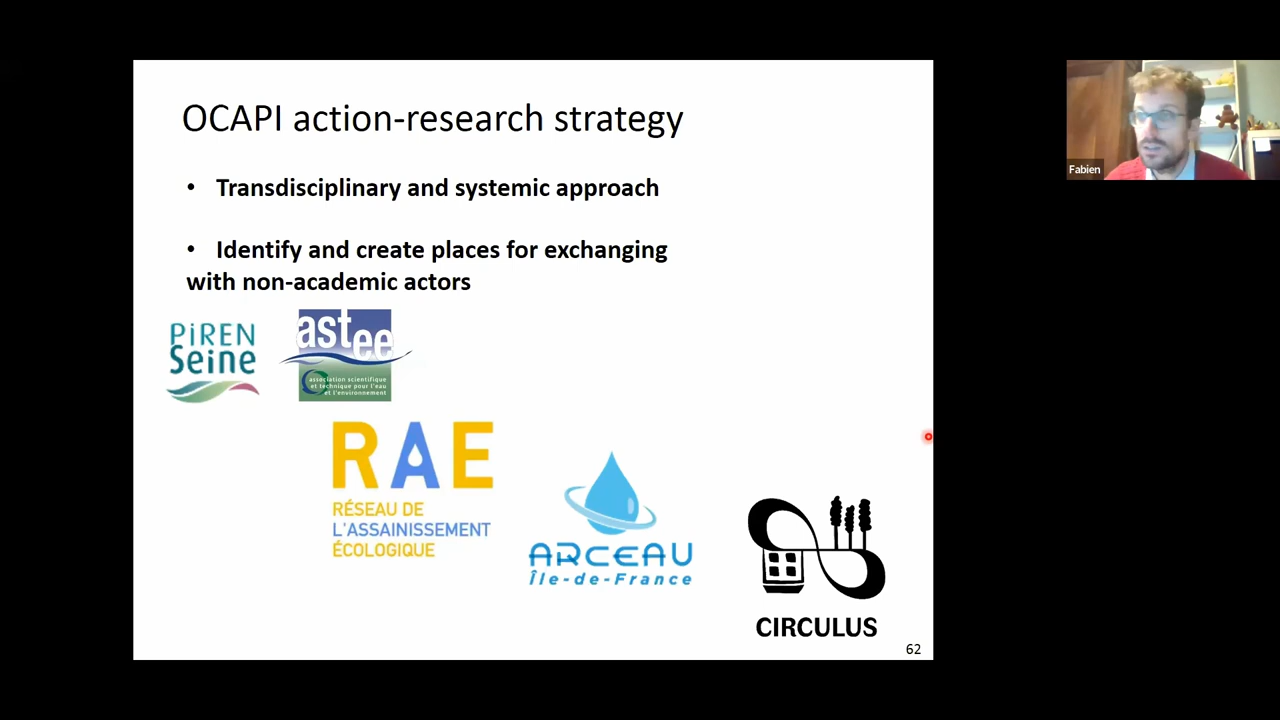 OCAPI action-research strategy
• Transdisciplinary and systemic approach
• Identify and create places for exchanging
with non-academic actors
PiREN
Seine
astee
association scientifique
et technique pour l'eau
et l'environnement
RAE
RÉSEAU DE
L'ASSAINISSEMENT
ÉCOLOGIQUE
ARCEAU
Île-de-France
CIRCULUS
62
Fabien